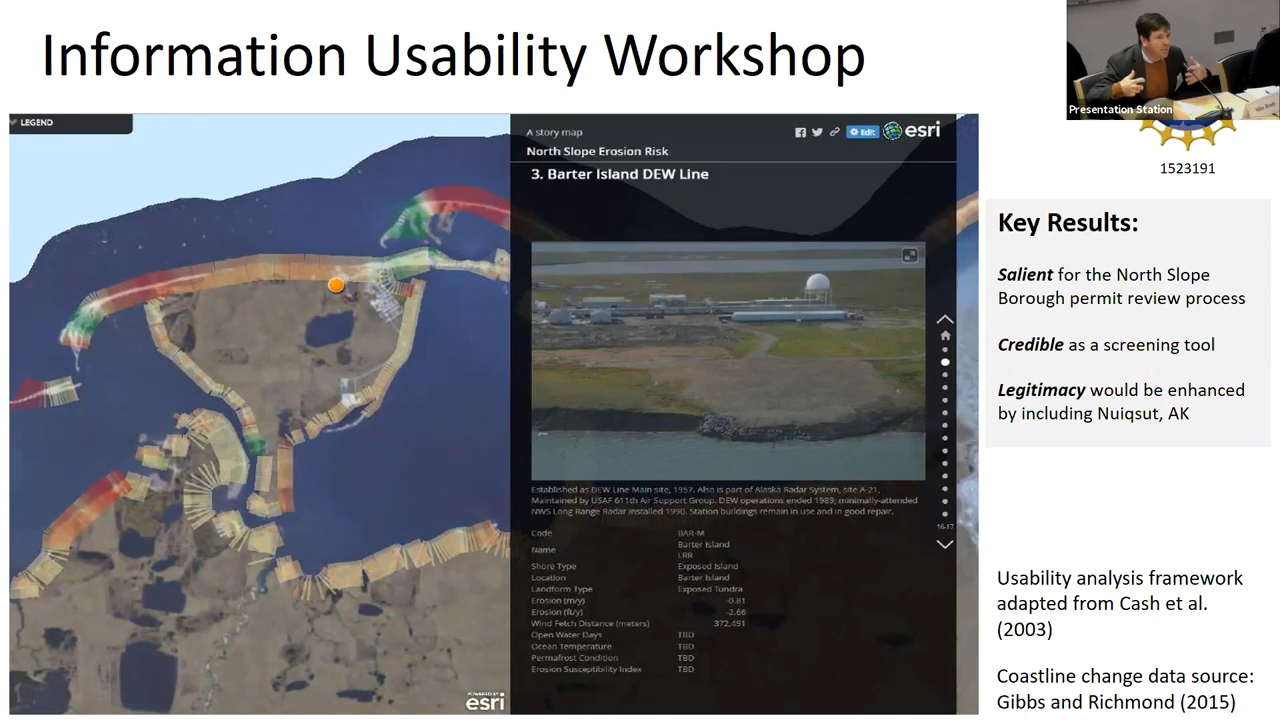 Information Usability Workshop
Presentation Station
LEGEND
A story map
Edit
esri
North Slope Erosion Risk
3. Barter Island DEW Line
Established as DEW Line Main site, 1957. Also is part of Alaska Radar System, site A-21,
Maintained by USAF 611th Air Support Group. DEW operations ended 1989; minimally-attended
NWS Long Range Radar installed 1990. Station buildings remain in use and in good repair.
Code BAR-M
Name Barter Island
LRR
Shore Type Exposed Island
Location Barter Island
Landform Type Exposed Tundra
Erosion (m/y) -0.81
Erosion (ft/y) -2.66
Wind Fetch Distance (meters) 372,491
Open Water Days TBD
Ocean Temperature TBD
Permafrost Condition TBD
Erosion Susceptibility Index TBD
16-17
POWERED BY
esri
1523191
Key Results:
Salient for the North Slope
Borough permit review process
Credible as a screening tool
Legitimacy would be enhanced
by including Nuiqsut, AK
Usability analysis framework
adapted from Cash et al.
(2003)
Coastline change data source:
Gibbs and Richmond (2015)